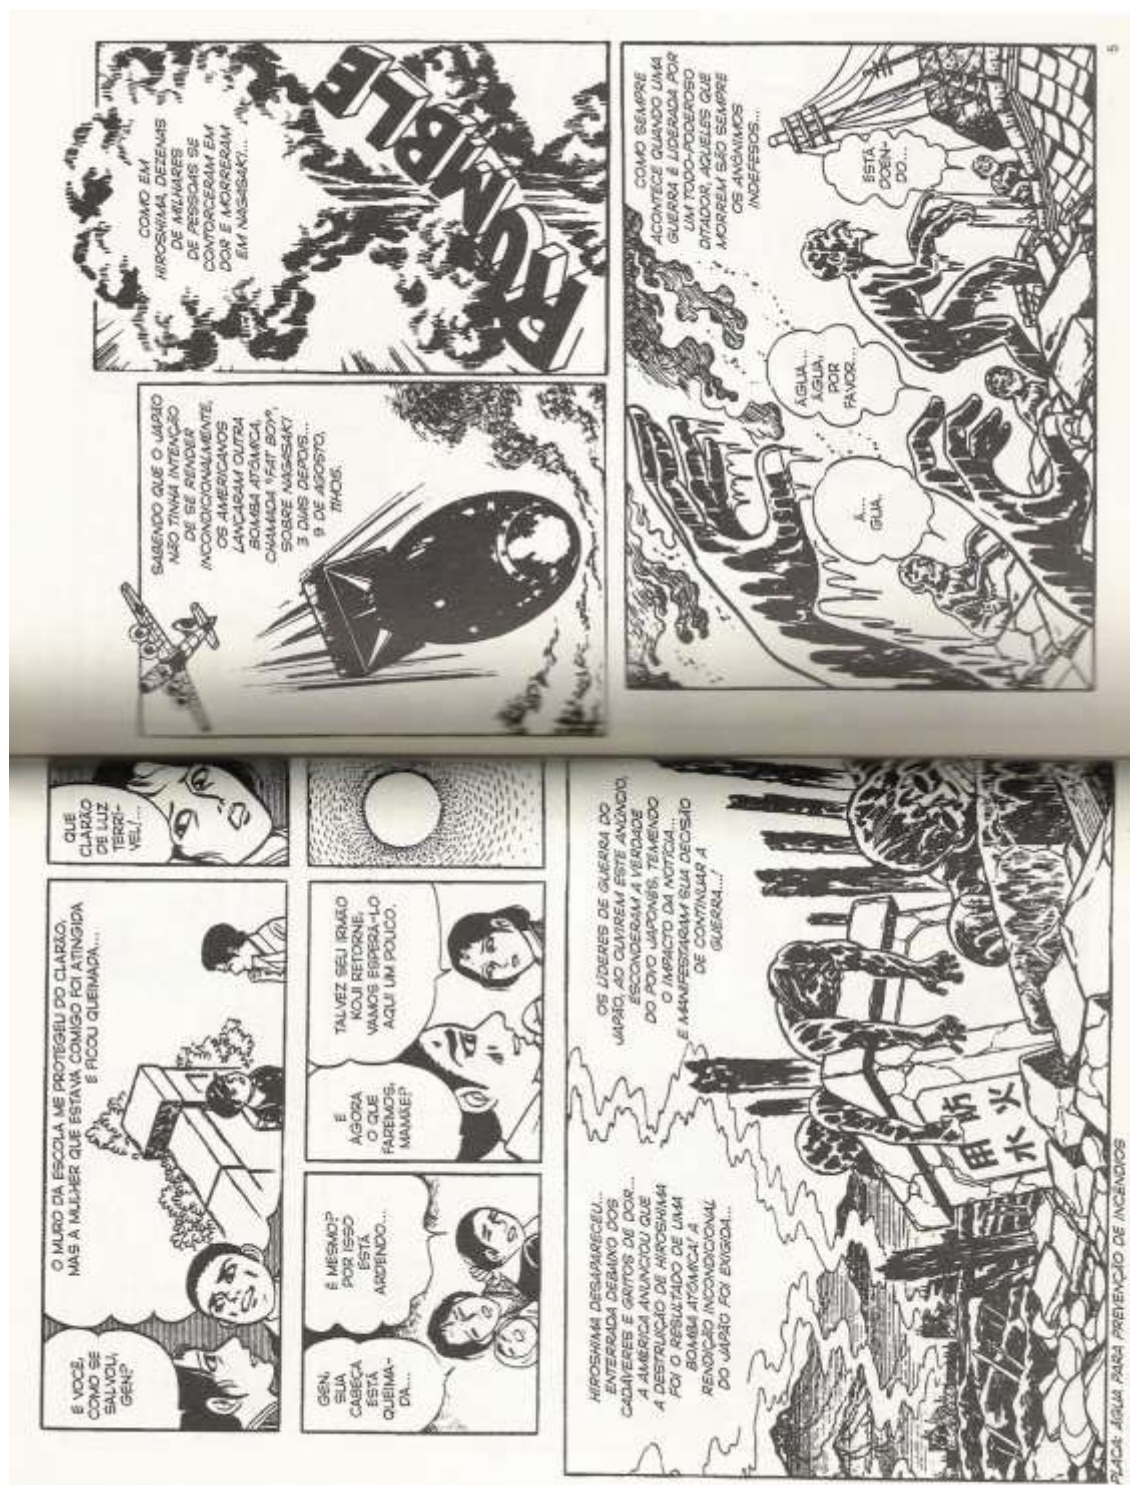 E VOCÊ,
COMO SE
SALVOU,
GEN?
O MURO DA ESCOLA ME PROTEGEU DO CLARÃO,
MAS A MULHER QUE ESTAVA COMIGO FOI ATINGIDA
E FICOU QUEIMADA...
QUE
CLARÃO
DE LUZ
TERRÍ-
VEL!...
GEN,
SUA
CABEÇA
ESTÁ
QUEIMA-
DA...
É MESMO?
POR ISSO
ESTÁ
ARDENDO...
E
AGORA
O QUE
FAREMOS,
MAMÃE?
TALVEZ SEU IRMÃO
KOJI RETORNE,
VAMOS ESPERÁ-LO
AQUI UM POUCO.
HIROSHIMA DESAPARECEU...
ENTERRADA DEBAIXO DOS
CADÁVERES E GRITOS DE DOR...
A AMÉRICA ANUNCIOU QUE
A DESTRUIÇÃO DE HIROSHIMA
FOI O RESULTADO DE UMA
BOMBA ATÔMICA! A
RENDIÇÃO INCONDICIONAL
DO JAPÃO FOI EXIGIDA...
OS LÍDERES DE GUERRA DO
JAPÃO, AO OUVIREM ESTE ANÚNCIO,
ESCONDERAM A VERDADE
DO POVO JAPONÊS, TEMENDO
O IMPACTO DA NOTÍCIA...
E MANIFESTARAM SUA DECISÃO
DE CONTINUAR A
GUERRA...!
防火
用水
PLACA: ÁGUA PARA PREVENÇÃO DE INCÊNDIOS
SABENDO QUE O JAPÃO
NÃO TINHA INTENÇÃO
DE SE RENDER
INCONDICIONALMENTE,
OS AMERICANOS
LANÇARAM OUTRA
BOMBA ATÔMICA,
CHAMADA "FAT BOY",
SOBRE NAGASAKI
3 DIAS DEPOIS...
9 DE AGOSTO,
11H05.
COMO EM
HIROSHIMA, DEZENAS
DE MILHARES
DE PESSOAS SE
CONTORCERAM EM
DOR E MORRERAM
EM NAGASAKI...
RUMBLE
Á...
GUA.
ÁGUA...
ÁGUA,
POR
FAVOR...
COMO SEMPRE
ACONTECE QUANDO UMA
GUERRA É LIDERADA POR
UM TODO-PODEROSO
DITADOR, AQUELES QUE
MORREM SÃO SEMPRE
OS ANÔNIMOS
INDEFESOS...
ESTÁ
DOEN-
DO...
5